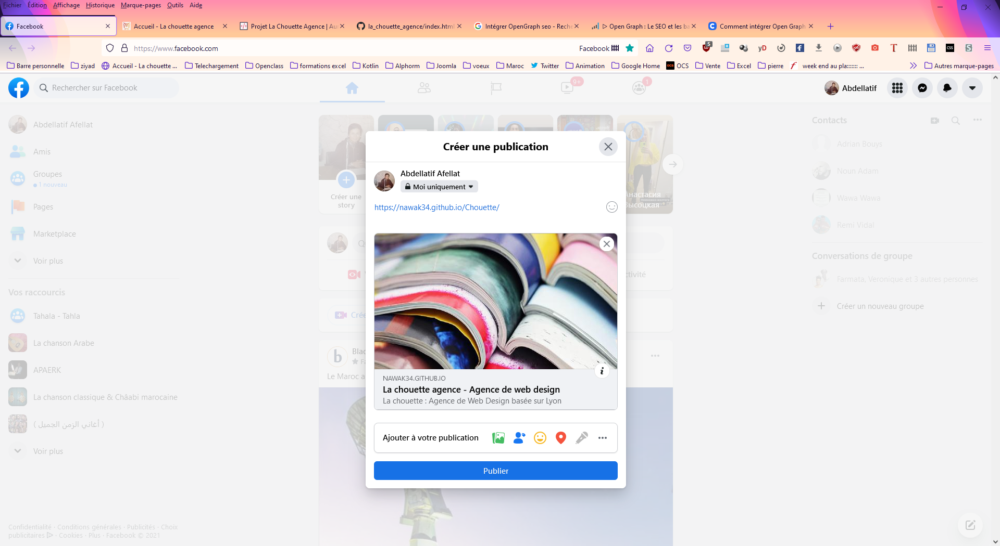 Fichier Édition Affichage Historique Marque-pages Outils Aide
Facebook
Accueil - La chouette agence
Projet La Chouette Agence | Au
la_chouette_agence/index.html
Intégrer OpenGraph seo - Reche
Open Graph : Le SEO et les ba
Comment intégrer Open Graph
https://www.facebook.com
Facebook
5
yD
CSS
Barre personnelle
ziyad
Accueil - La chouette ...
Telechargement
Openclass
formations excel
Kotlin
Alphorm
Joomla
voeux
Maroc
Twitter
Animation
Google Home
OCS
Vente
Excel
pierre
week end au pla::::::: ...
Autres marque-pages
Rechercher sur Facebook
9+
1
Abdellatif
Abdellatif Afellat
Amis
Groupes
1 nouveau
Pages
Marketplace
Voir plus
Vos raccourcis
Tahala - Tahla
La chanson Arabe
APAERK
La chanson classique & Châabi marocaine
( أغاني الزمن الجميل )
Voir plus
Confidentialité · Conditions générales · Publicités · Choix
publicitaires · Cookies · Plus · Facebook © 2021
Créer une
story
Анастасия
Высоцкая
Créer une publication
Abdellatif Afellat
Moi uniquement
https://nawak34.github.io/Chouette/
NAWAK34.GITHUB.IO
La chouette agence - Agence de web design
La chouette : Agence de Web Design basée sur Lyon
Ajouter à votre publication
Publier
ctivité
Crée
b
Blac
Le Maroc a
Contacts
Adrian Bouys
Noun Adam
Wawa Wawa
Remi Vidal
Conversations de groupe
Farmata, Veronique et 3 autres personnes
Créer un nouveau groupe